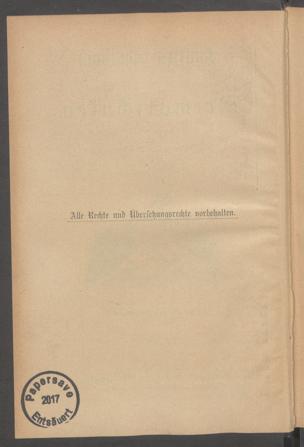 Alle Rechte und Übersetzungsrechte vorbehalten.
Papersave
2017
Entsäuert